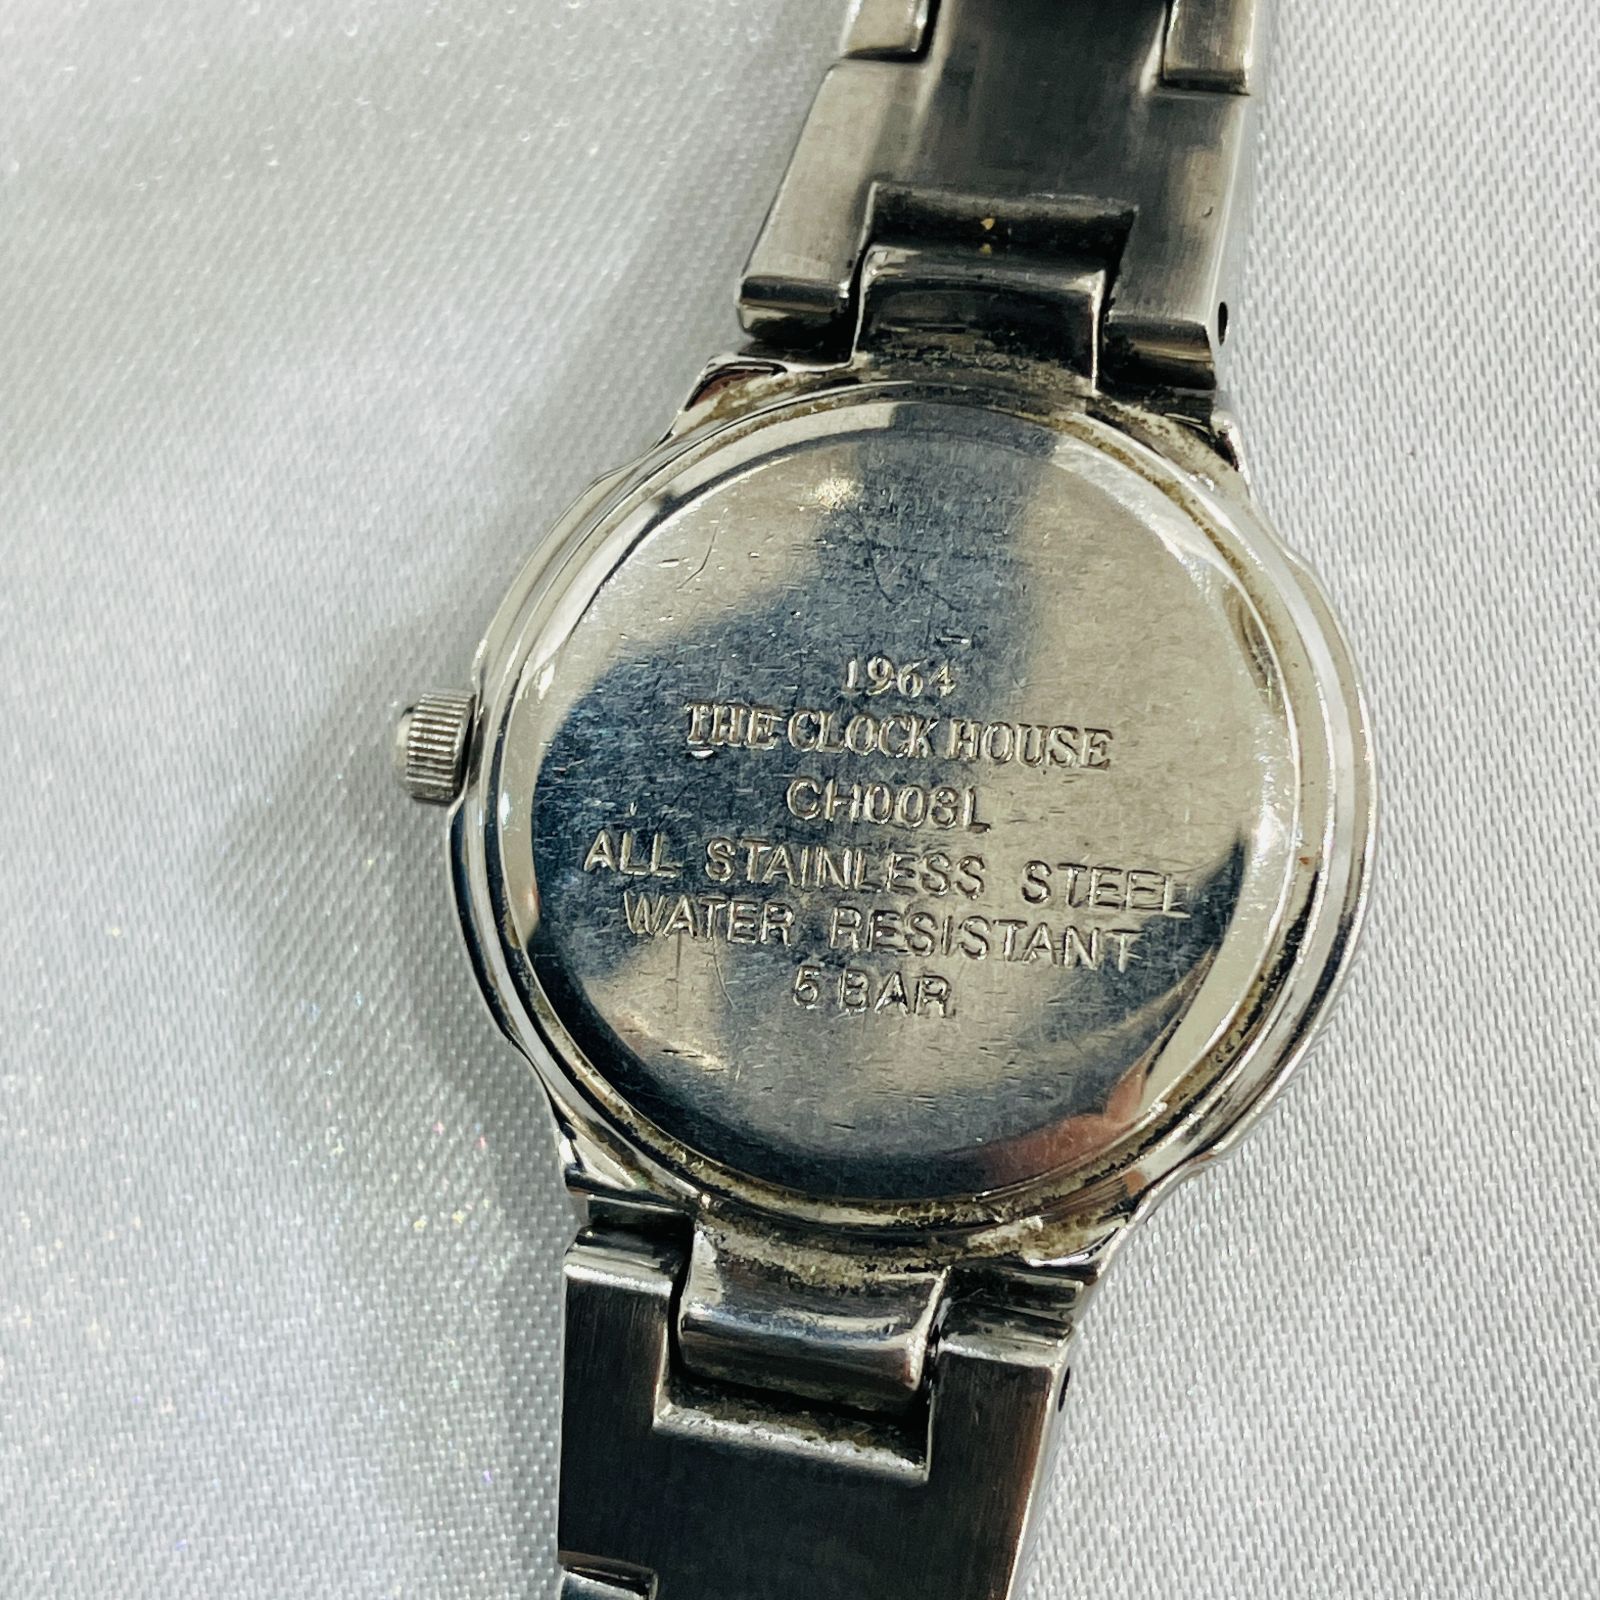 1964
THE CLOCK HOUSE
CH008L
ALL STAINLESS STEEL
WATER RESISTANT
5 BAR